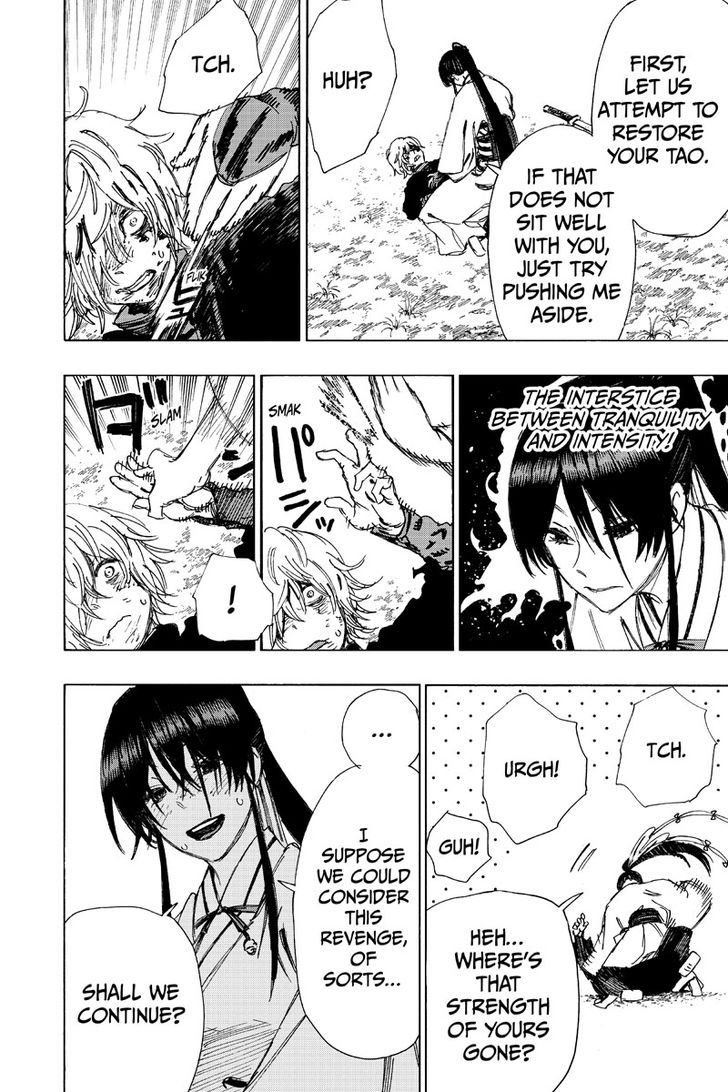 FIRST,
LET US
ATTEMPT TO
RESTORE
YOUR TAO.
IF THAT
DOES NOT
SIT WELL
WITH YOU,
JUST TRY
PUSHING ME
ASIDE.
HUH?
TCH.
FLIK
THE INTERSTICE
BETWEEN TRANQUILITY
AND INTENSITY!
SMAK
SLAM
ダッ
!
TCH.
URGH!
GUH!
HEH...
WHERE'S
THAT
STRENGTH
OF YOURS
GONE?
...
I
SUPPOSE
WE COULD
CONSIDER
THIS
REVENGE,
OF
SORTS...
SHALL WE
CONTINUE?